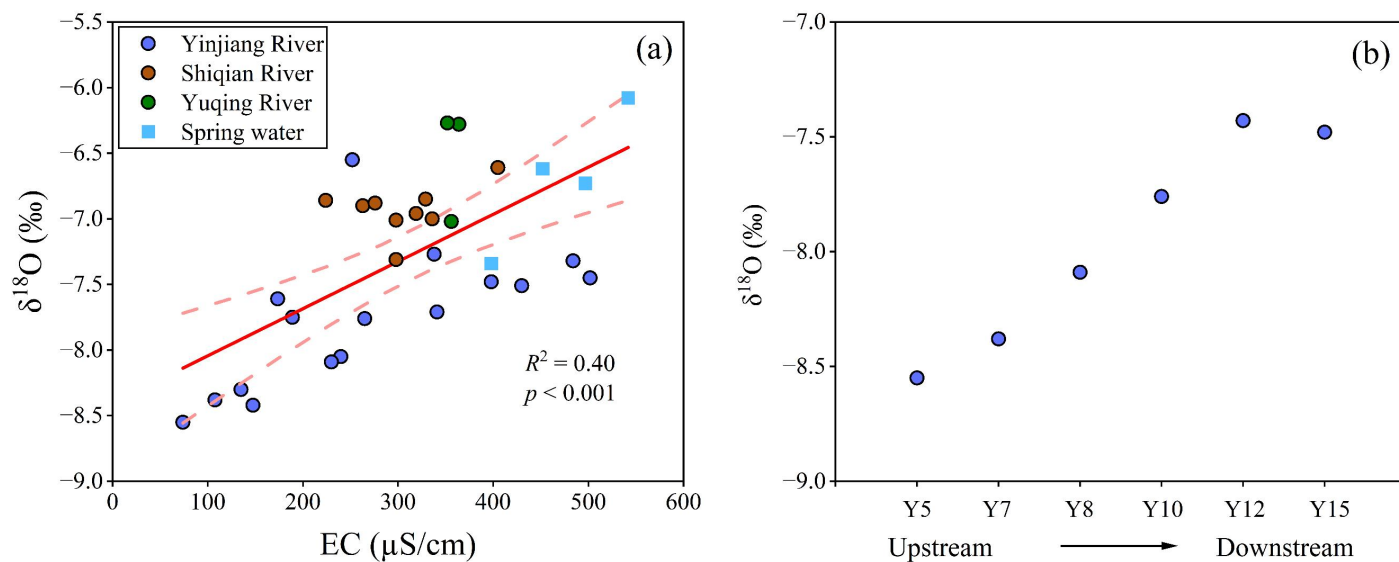 (a)
Yinjiang River
Shiqian River
Yuqing River
Spring water
−5.5
−6.0
−6.5
−7.0
−7.5
−8.0
−8.5
−9.0
δ¹⁸O (‰)
R² = 0.40
p < 0.001
0 100 200 300 400 500 600
EC (µS/cm)
(b)
−7.0
−7.5
−8.0
−8.5
−9.0
δ¹⁸O (‰)
Y5 Y7 Y8 Y10 Y12 Y15
Upstream Downstream